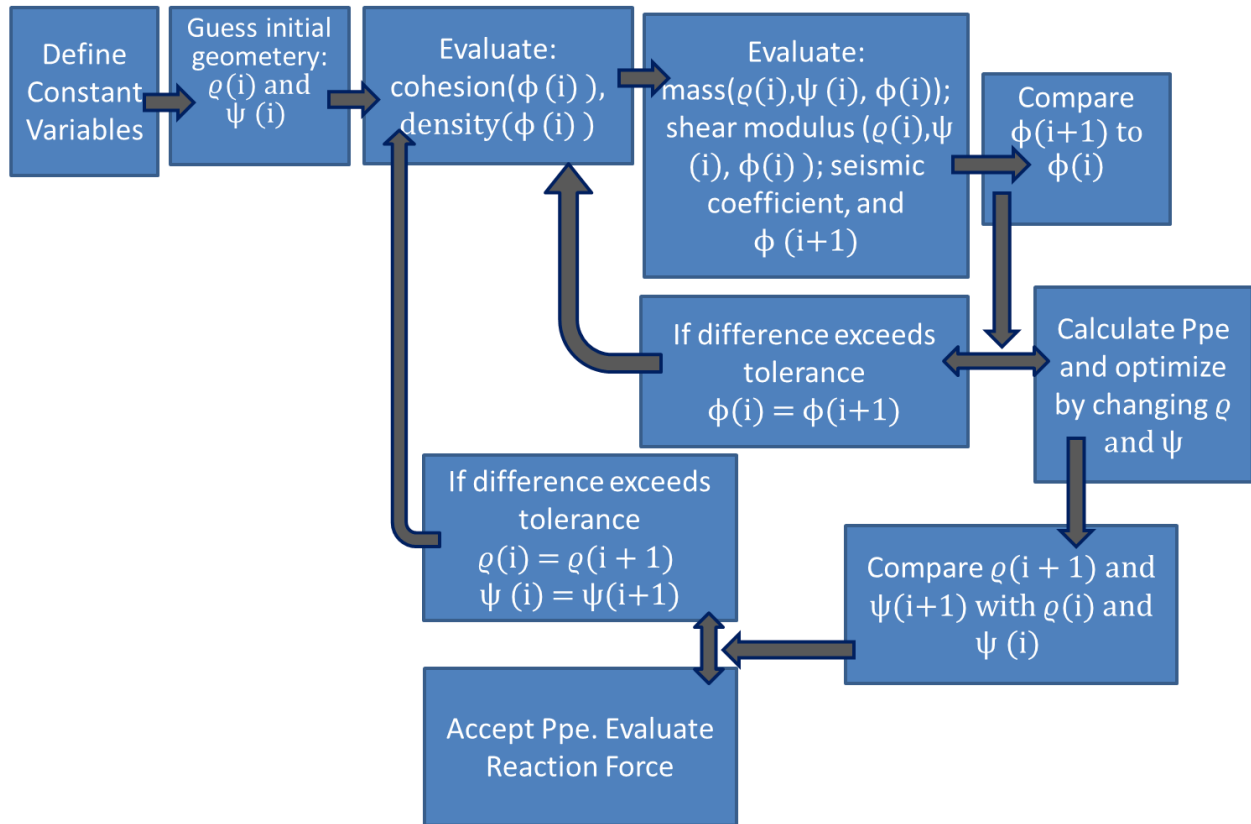 Define
Constant
Variables
Guess initial
geometery:
ϱ(i) and
ψ (i)
Evaluate:
cohesion(ϕ (i) ),
density(ϕ (i) )
Evaluate:
mass(ϱ(i),ψ (i), ϕ(i));
shear modulus (ϱ(i),ψ
(i), ϕ(i) ); seismic
coefficient, and
ϕ (i+1)
Compare
ϕ(i+1) to
ϕ(i)
If difference exceeds
tolerance
ϕ(i) = ϕ(i+1)
Calculate Ppe
and optimize
by changing ϱ
and ψ
If difference exceeds
tolerance
ϱ(i) = ϱ(i + 1)
ψ (i) = ψ(i+1)
Compare ϱ(i + 1) and
ψ(i+1) with ϱ(i) and
ψ (i)
Accept Ppe. Evaluate
Reaction Force